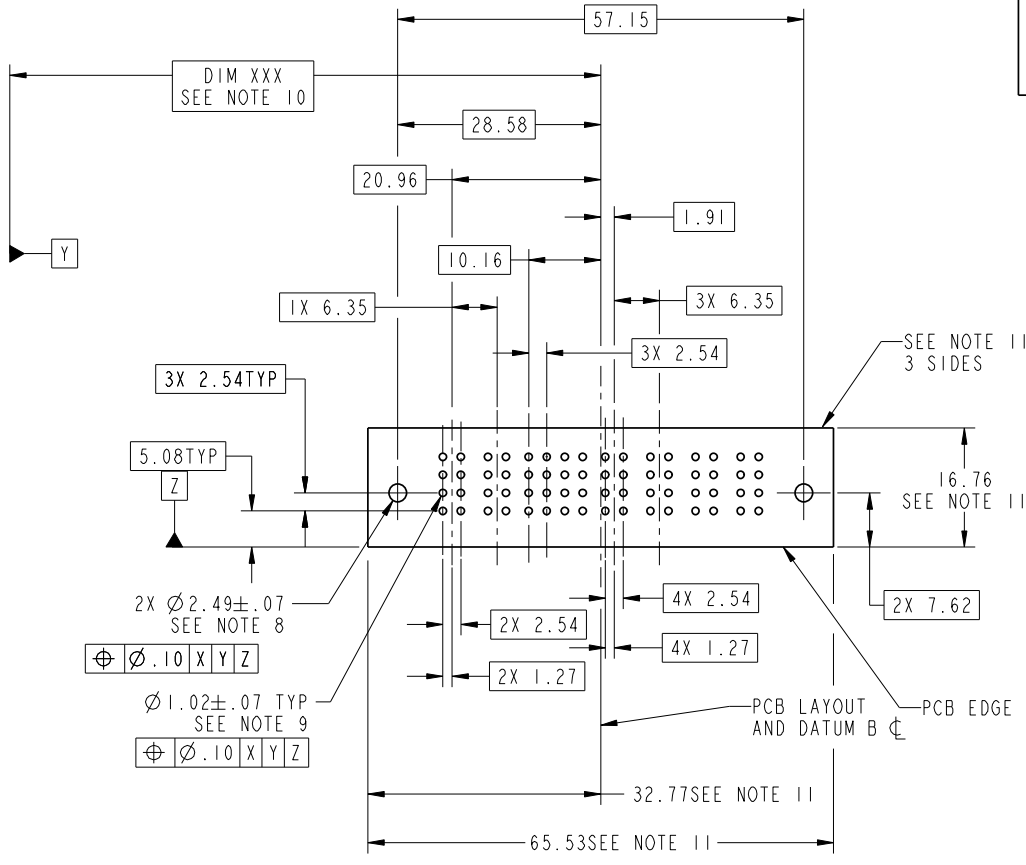 57.15
DIM XXX
SEE NOTE 10
28.58
20.96
1.91
Y
10.16
1X 6.35
3X 6.35
3X 2.54
SEE NOTE 11
3 SIDES
3X 2.54TYP
5.08TYP
Z
16.76
SEE NOTE 11
2X Ø2.49±.07
SEE NOTE 8
⌖ Ø.10 X Y Z
4X 2.54
2X 7.62
2X 2.54
4X 1.27
2X 1.27
Ø1.02±.07 TYP
SEE NOTE 9
⌖ Ø.10 X Y Z
PCB LAYOUT
AND DATUM B ℄
PCB EDGE
32.77SEE NOTE 11
65.53SEE NOTE 11